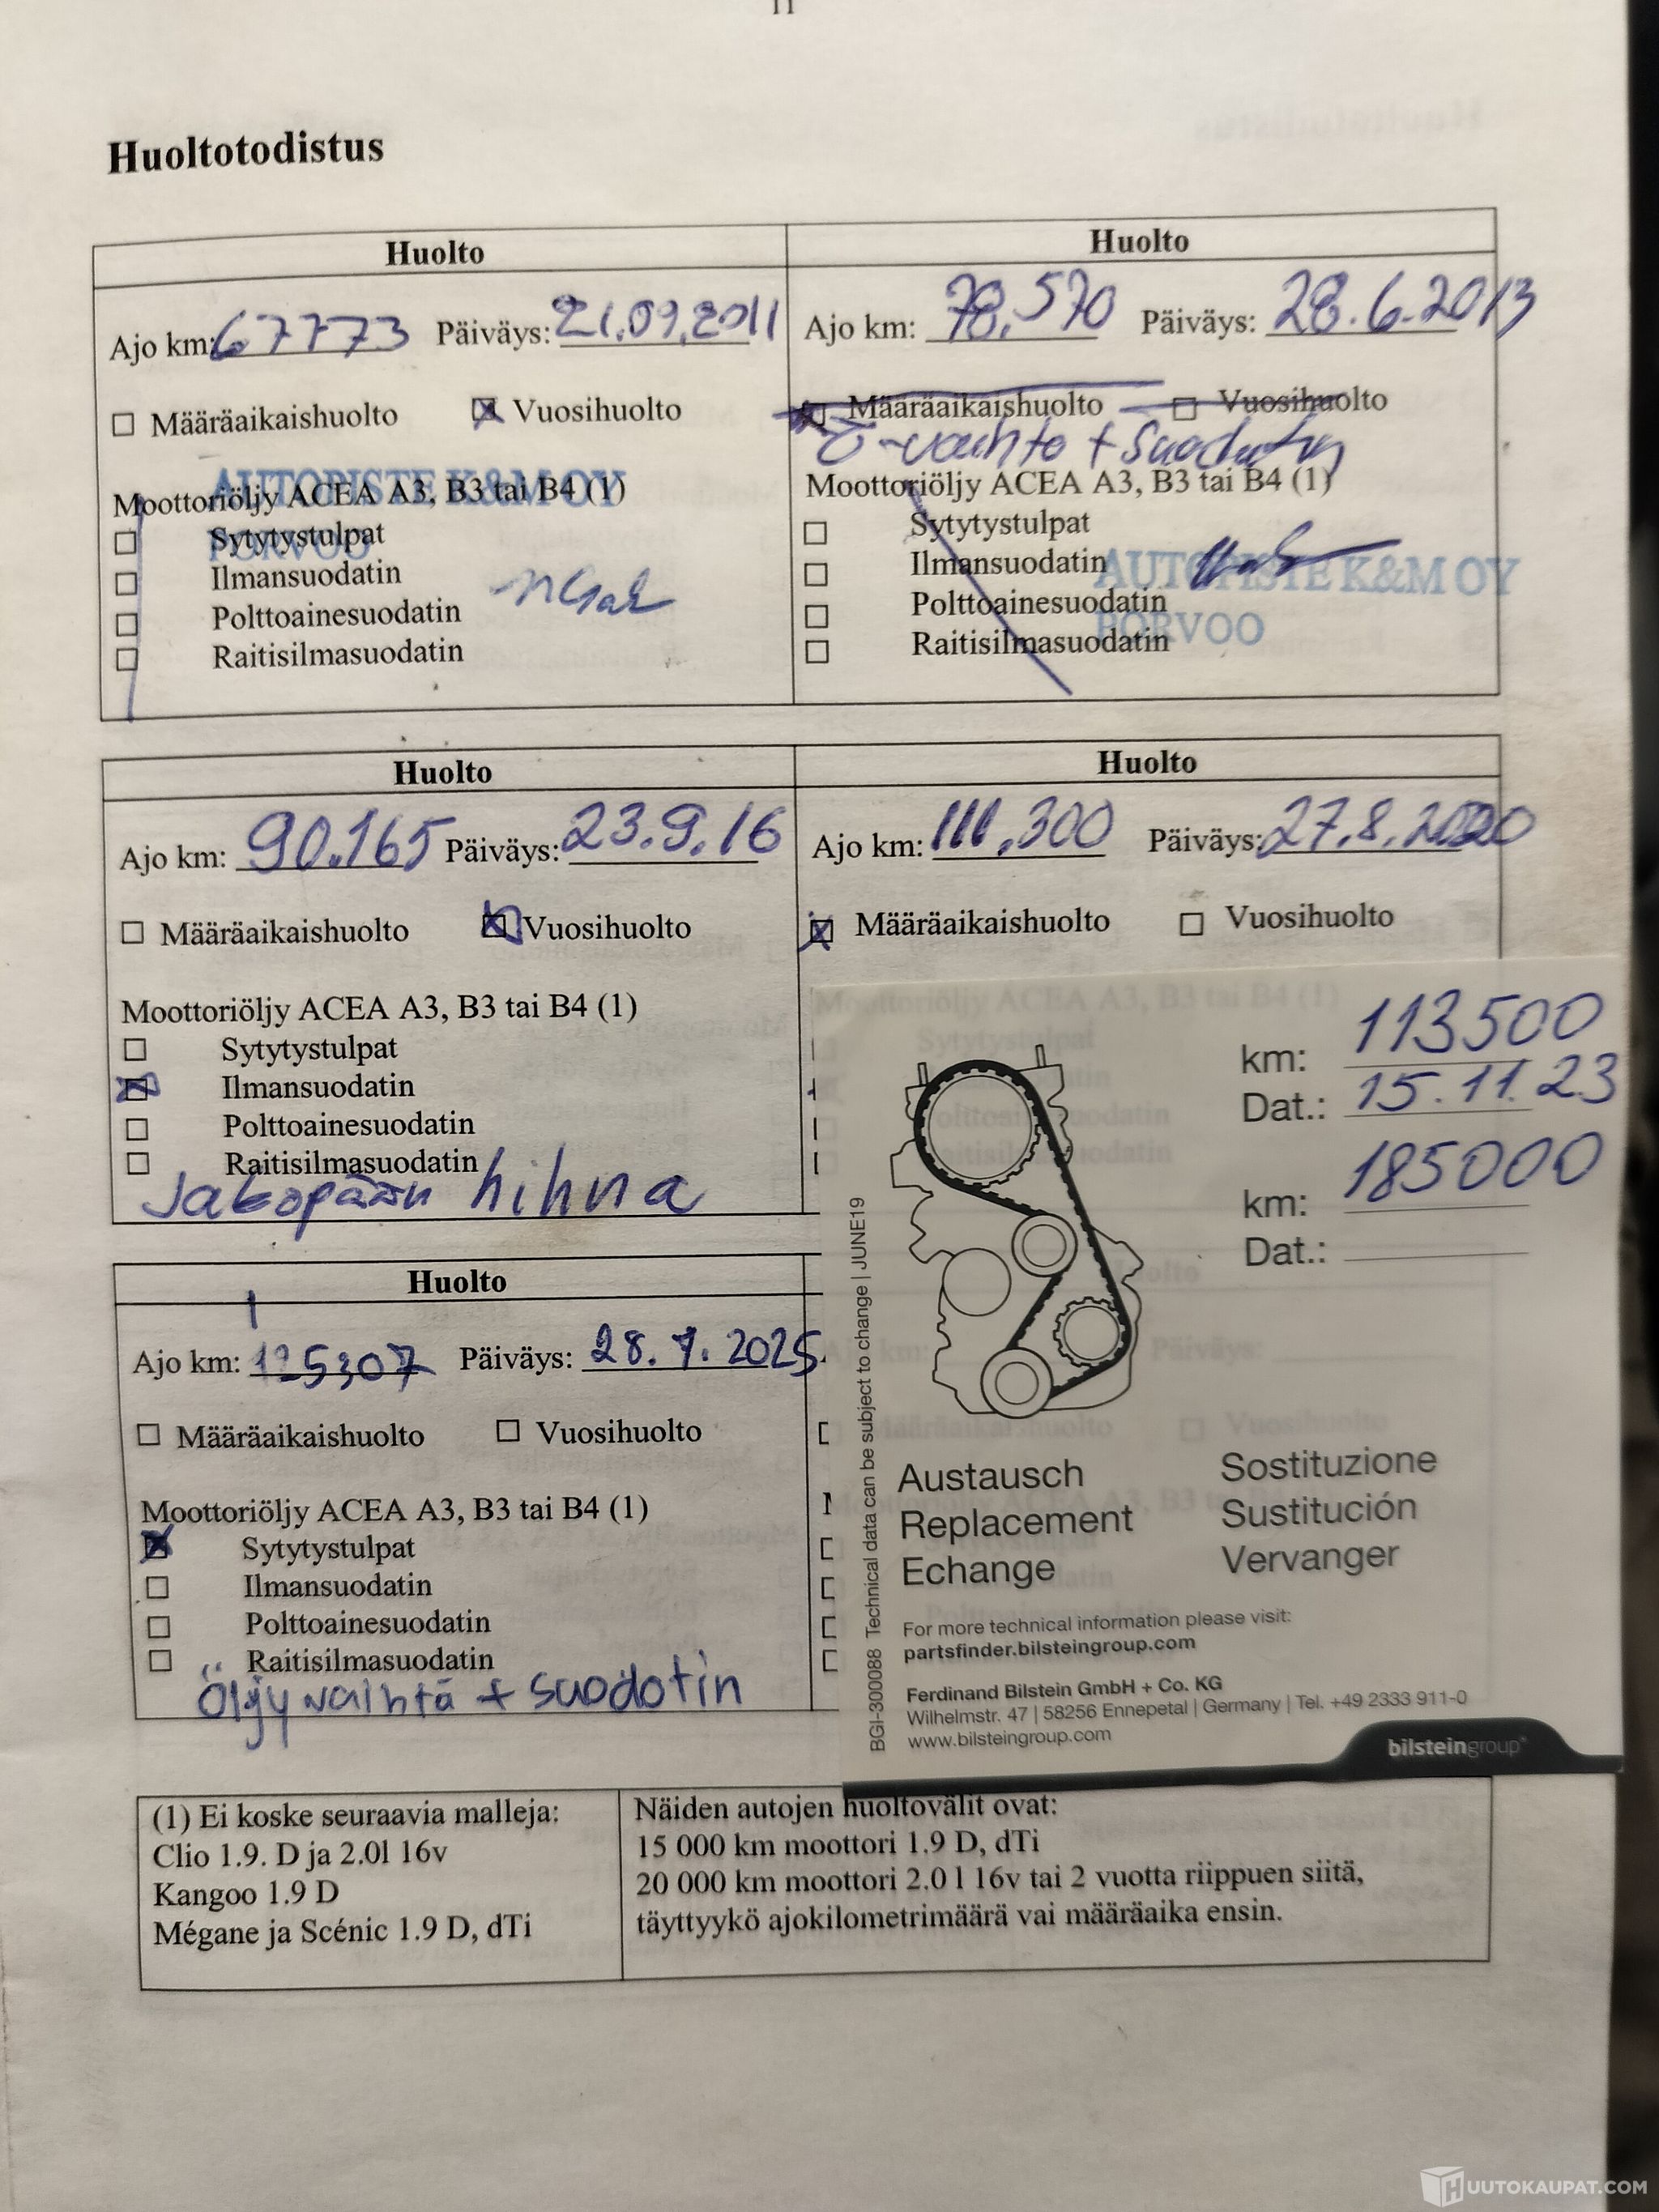 11
Huoltotodistus
Huolto
Ajo km: 67773 Päiväys: 21.09.2011
Määräaikaishuolto Vuosihuolto
AUTOPISTE K&M OY
Moottoriöljy ACEA A3, B3 tai B4 (1)
PORVOO
Sytytystulpat
Ilmansuodatin
Polttoainesuodatin
Raitisilmasuodatin
Huolto
Ajo km: 78.570 Päiväys: 28.6.2013
Määräaikaishuolto Vuosihuolto
Ö-vaihto + Suodatin
Moottoriöljy ACEA A3, B3 tai B4 (1)
Sytytystulpat
Ilmansuodatin
AUTOPISTE K&M OY
Polttoainesuodatin
PORVOO
Raitisilmasuodatin
Huolto
Ajo km: 90.165 Päiväys: 23.9.16
Määräaikaishuolto Vuosihuolto
Moottoriöljy ACEA A3, B3 tai B4 (1)
Sytytystulpat
Ilmansuodatin
Polttoainesuodatin
Raitisilmasuodatin
Jakopään hihna
Huolto
Ajo km: 111.300 Päiväys: 27.8.2020
Määräaikaishuolto Vuosihuolto
km: 113500
Dat.: 15.11.23
km: 185000
Dat.:
BGI-300088 Technical data can be subject to change | JUNE19
Austausch
Replacement
Echange
Sostituzione
Sustitución
Vervanger
For more technical information please visit:
partsfinder.bilsteingroup.com
Ferdinand Bilstein GmbH + Co. KG
Wilhelmstr. 47 | 58256 Ennepetal | Germany | Tel. +49 2333 911-0
www.bilsteingroup.com
bilsteingroup®
Huolto
Ajo km: 125307 Päiväys: 28.7.2025
Määräaikaishuolto Vuosihuolto
Moottoriöljy ACEA A3, B3 tai B4 (1)
Sytytystulpat
Ilmansuodatin
Polttoainesuodatin
Raitisilmasuodatin
Öljyvaihtä + suodotin
(1) Ei koske seuraavia malleja:
Clio 1.9. D ja 2.0l 16v
Kangoo 1.9 D
Mégane ja Scénic 1.9 D, dTi
Näiden autojen huoltovälit ovat:
15 000 km moottori 1.9 D, dTi
20 000 km moottori 2.0 l 16v tai 2 vuotta riippuen siitä,
täyttyykö ajokilometrimäärä vai määräaika ensin.
HUUTOKAUPAT.COM